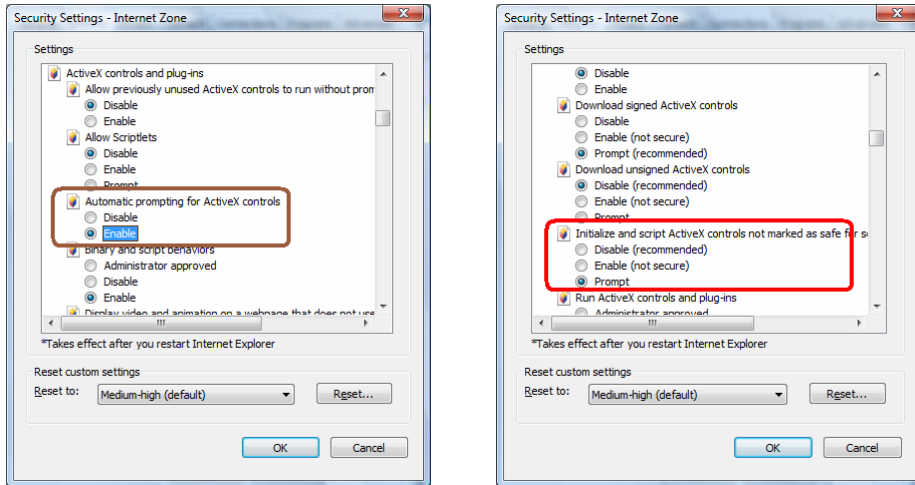 Security Settings - Internet Zone
Settings
ActiveX controls and plug-ins
Allow previously unused ActiveX controls to run without prom
Disable
Enable
Allow Scriptlets
Disable
Enable
Prompt
Automatic prompting for ActiveX controls
Disable
Enable
Binary and script behaviors
Administrator approved
Disable
Enable
Display video and animation on a webpage that does not use
*Takes effect after you restart Internet Explorer
Reset custom settings
Reset to:
Medium-high (default)
Reset...
OK
Cancel
Security Settings - Internet Zone
Settings
Disable
Enable
Download signed ActiveX controls
Disable
Enable (not secure)
Prompt (recommended)
Download unsigned ActiveX controls
Disable (recommended)
Enable (not secure)
Prompt
Initialize and script ActiveX controls not marked as safe for s
Disable (recommended)
Enable (not secure)
Prompt
Run ActiveX controls and plug-ins
Administrator approved
*Takes effect after you restart Internet Explorer
Reset custom settings
Reset to:
Medium-high (default)
Reset...
OK
Cancel